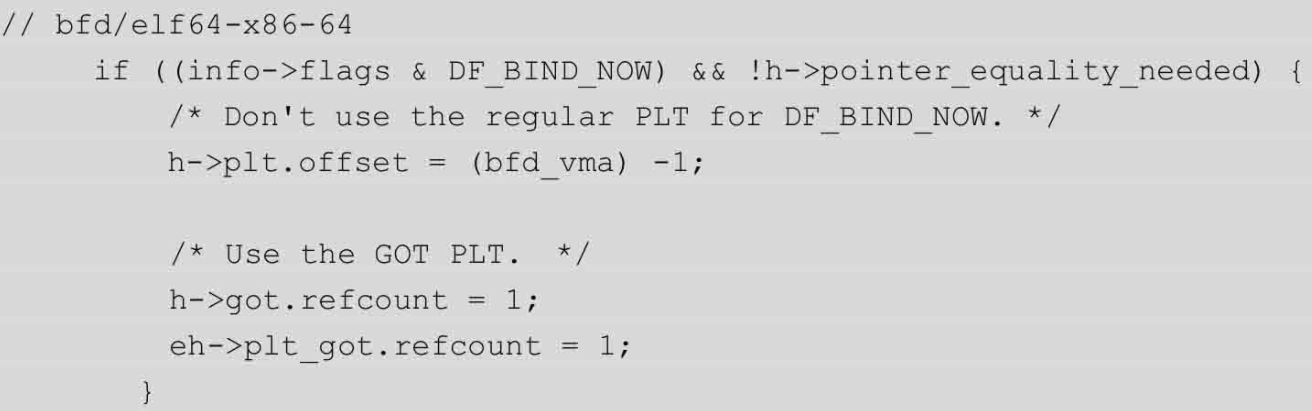 // bfd/elf64-x86-64
if ((info->flags & DF_BIND_NOW) && !h->pointer_equality_needed) {
/* Don't use the regular PLT for DF_BIND_NOW. */
h->plt.offset = (bfd_vma) -1;
/* Use the GOT PLT.  */
h->got.refcount = 1;
eh->plt_got.refcount = 1;
}